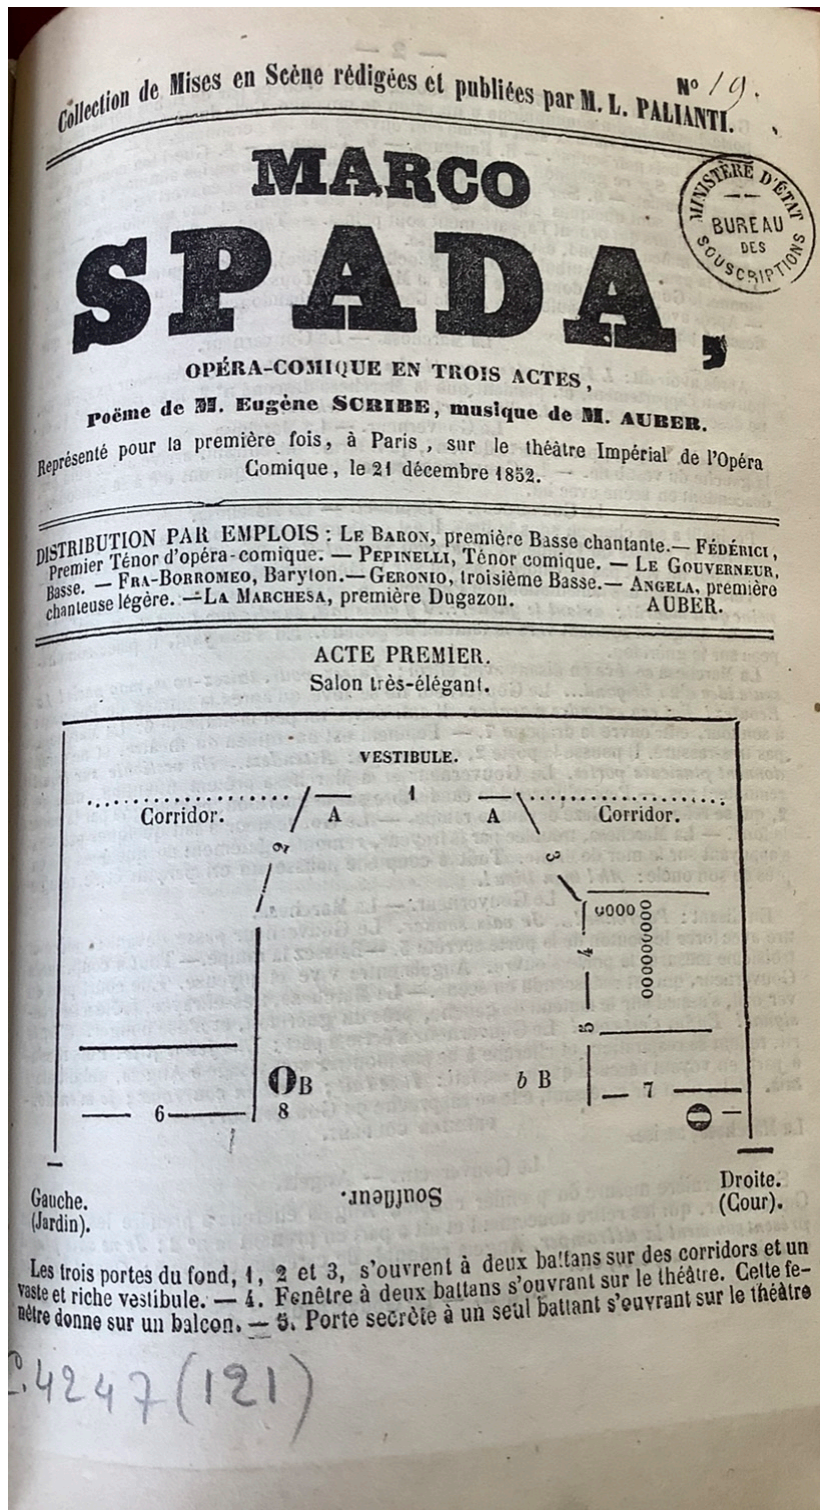 Nº 19.
Collection de Mises en Scène rédigées et publiées par M. L. PALIANTI.
MINISTÈRE D'ÉTAT
BUREAU
DES
SOUSCRIPTIONS
MARCO
SPADA,
OPÉRA-COMIQUE EN TROIS ACTES,
Poëme de M. Eugène SCRIBE, musique de M. AUBER.
Représenté pour la première fois, à Paris, sur le théâtre Impérial de l'Opéra
Comique, le 21 décembre 1852.
DISTRIBUTION PAR EMPLOIS : LE BARON, première Basse chantante.— FÉDÉRICI,
Premier Ténor d'opéra-comique. — PEPINELLI, Ténor comique. — LE GOUVERNEUR,
Basse. — FRA-BORROMEO, Baryton.— GERONIO, troisième Basse.— ANGELA, première
chanteuse légère. — LA MARCHESA, première Dugazon. AUBER.
ACTE PREMIER.
Salon très-élégant.
VESTIBULE.
1
Corridor. A A Corridor.
2 3
0000
000000000
4
5
B b B
6 8 7
Souffleur.
Gauche.
(Jardin).
Droite.
(Cour).
Les trois portes du fond, 1, 2 et 3, s'ouvrent à deux battans sur des corridors et un
vaste et riche vestibule. — 4. Fenêtre à deux battans s'ouvrant sur le théâtre. Cette fe-
nêtre donne sur un balcon. — 5. Porte secrète à un seul battant s'ouvrant sur le théâtre
4247 (121)